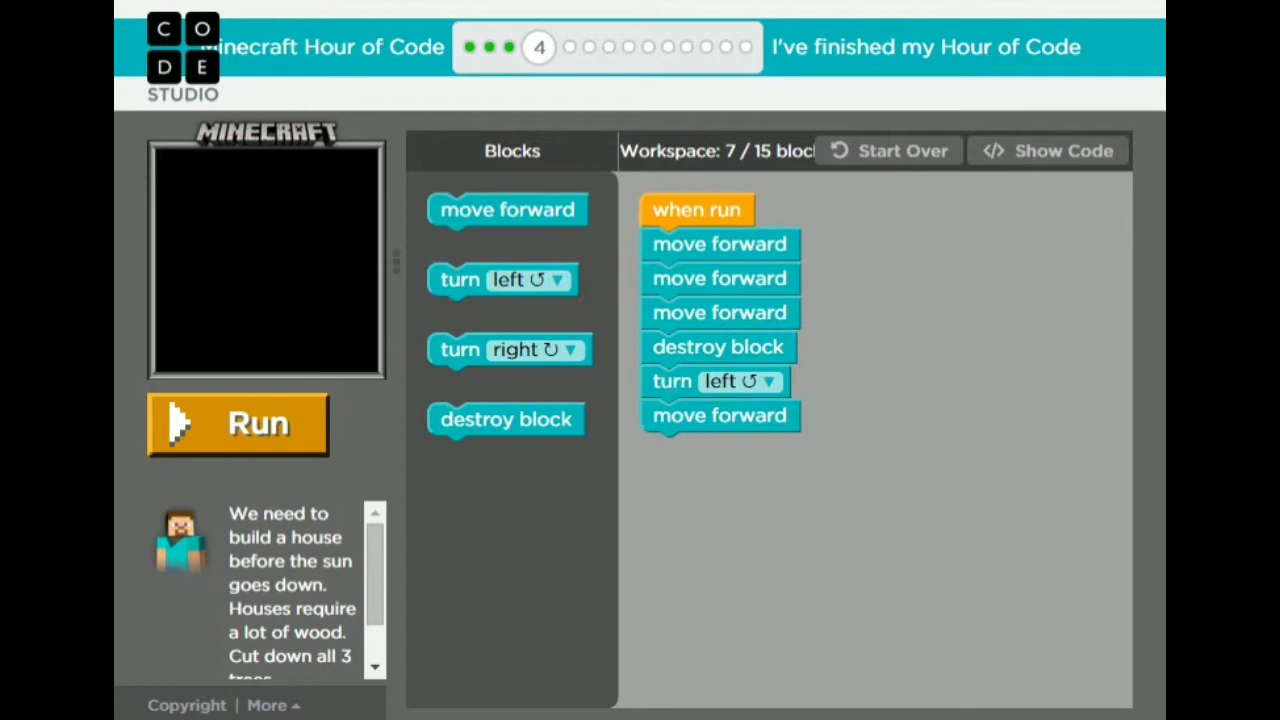 C O
D E
STUDIO
Minecraft Hour of Code
4
I've finished my Hour of Code
MINECRAFT
Blocks
Workspace: 7 / 15 bloc
Start Over
</> Show Code
move forward
turn left ↺ ▼
turn right ↻ ▼
destroy block
when run
move forward
move forward
move forward
destroy block
turn left ↺ ▼
move forward
Run
We need to
build a house
before the sun
goes down.
Houses require
a lot of wood.
Cut down all 3
trees
Copyright | More